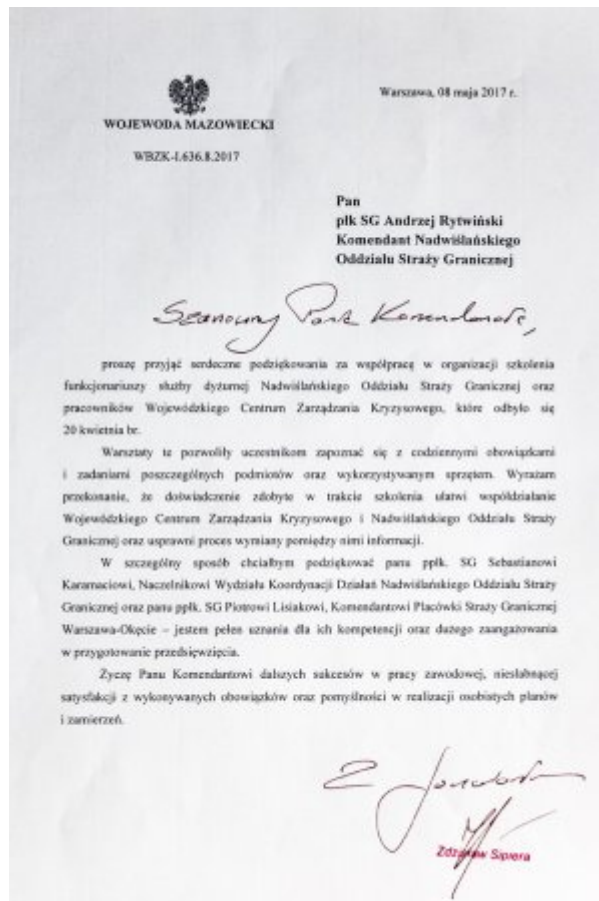 Warszawa, 08 maja 2017 r.
WOJEWODA MAZOWIECKI
WBZK-I.636.8.2017
Pan
płk SG Andrzej Rytwiński
Komendant Nadwiślańskiego
Oddziału Straży Granicznej
Szanowny Panie Komendancie,
proszę przyjąć serdeczne podziękowania za współpracę w organizacji szkolenia
funkcjonariuszy służby dyżurnej Nadwiślańskiego Oddziału Straży Granicznej oraz
pracowników Wojewódzkiego Centrum Zarządzania Kryzysowego, które odbyło się
20 kwietnia br.
Warsztaty te pozwoliły uczestnikom zapoznać się z codziennymi obowiązkami
i zadaniami poszczególnych podmiotów oraz wykorzystywanym sprzętem. Wyrażam
przekonanie, że doświadczenie zdobyte w trakcie szkolenia ułatwi współdziałanie
Wojewódzkiego Centrum Zarządzania Kryzysowego i Nadwiślańskiego Oddziału Straży
Granicznej oraz usprawni proces wymiany pomiędzy nimi informacji.
W szczególny sposób chciałbym podziękować panu ppłk. SG Sebastianowi
Karamaciowi, Naczelnikowi Wydziału Koordynacji Działań Nadwiślańskiego Oddziału Straży
Granicznej oraz panu ppłk. SG Piotrowi Lisiakowi, Komendantowi Placówki Straży Granicznej
Warszawa-Okęcie – jestem pełen uznania dla ich kompetencji oraz dużego zaangażowania
w przygotowanie przedsięwzięcia.
Życzę Panu Komendantowi dalszych sukcesów w pracy zawodowej, niesłabnącej
satysfakcji z wykonywanych obowiązków oraz pomyślności w realizacji osobistych planów
i zamierzeń.
Z
Zdzisław Sipiera